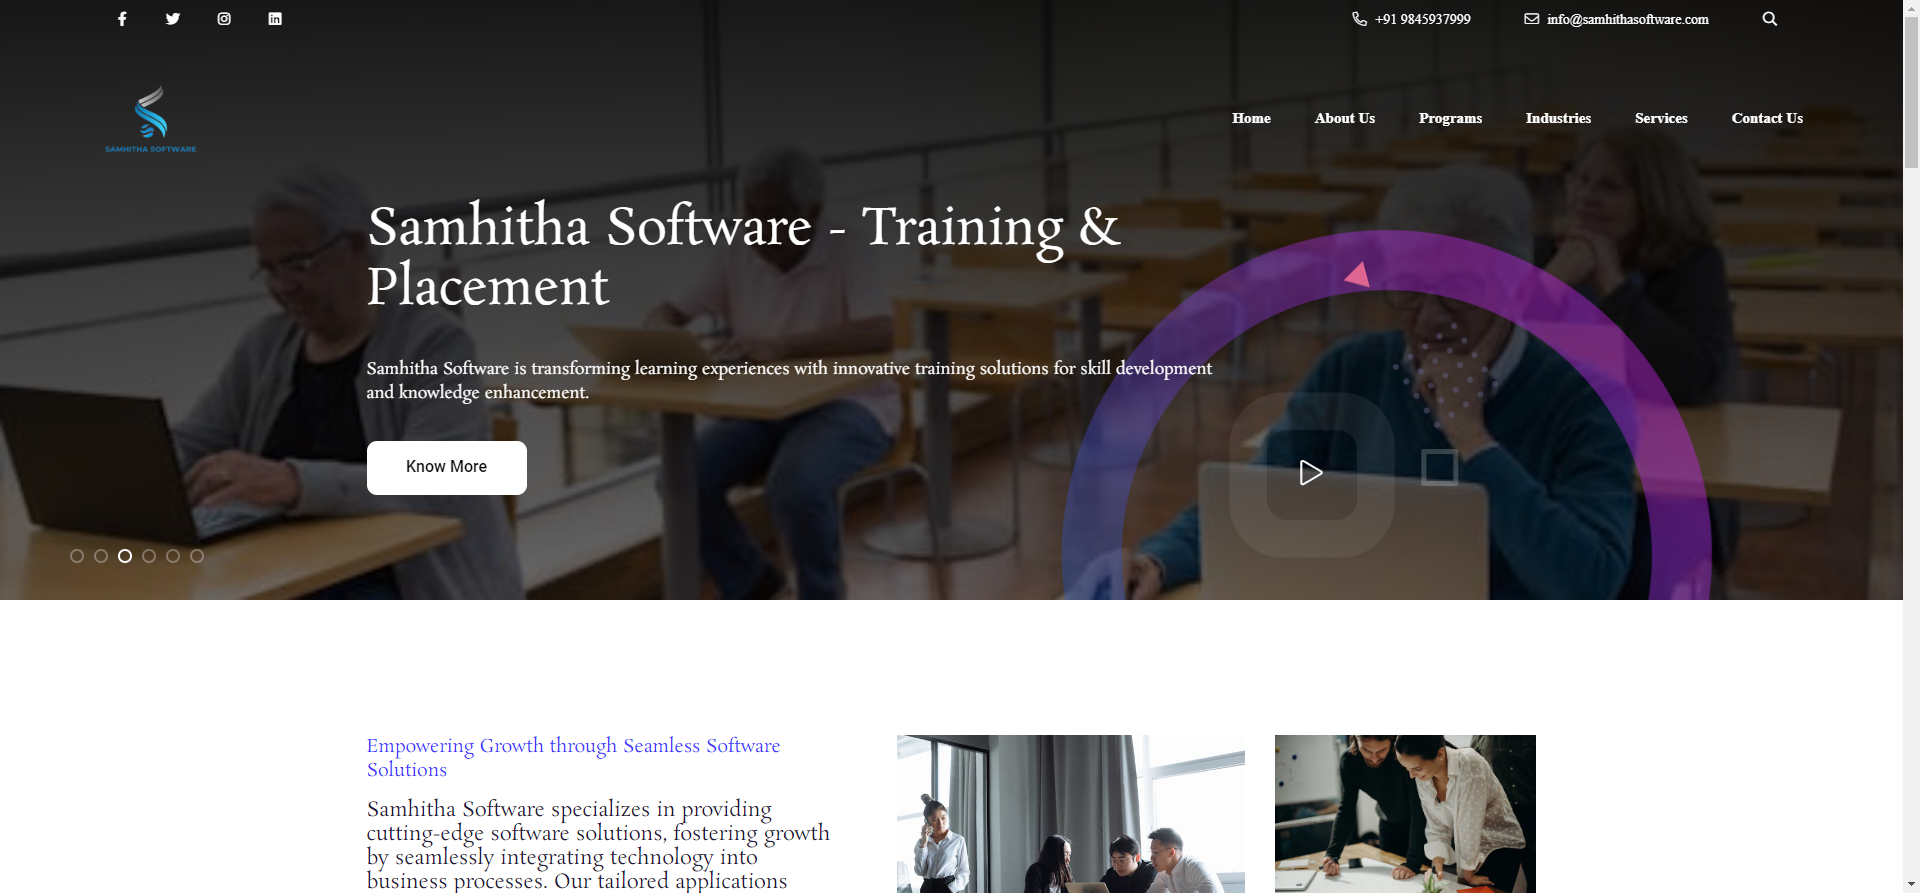 +91 9845937999
info@samhithasoftware.com
SAMHITHA SOFTWARE
Home
About Us
Programs
Industries
Services
Contact Us
Samhitha Software - Training &
Placement
Samhitha Software is transforming learning experiences with innovative training solutions for skill development
and knowledge enhancement.
Know More
Empowering Growth through Seamless Software
Solutions
Samhitha Software specializes in providing
cutting-edge software solutions, fostering growth
by seamlessly integrating technology into
business processes. Our tailored applications